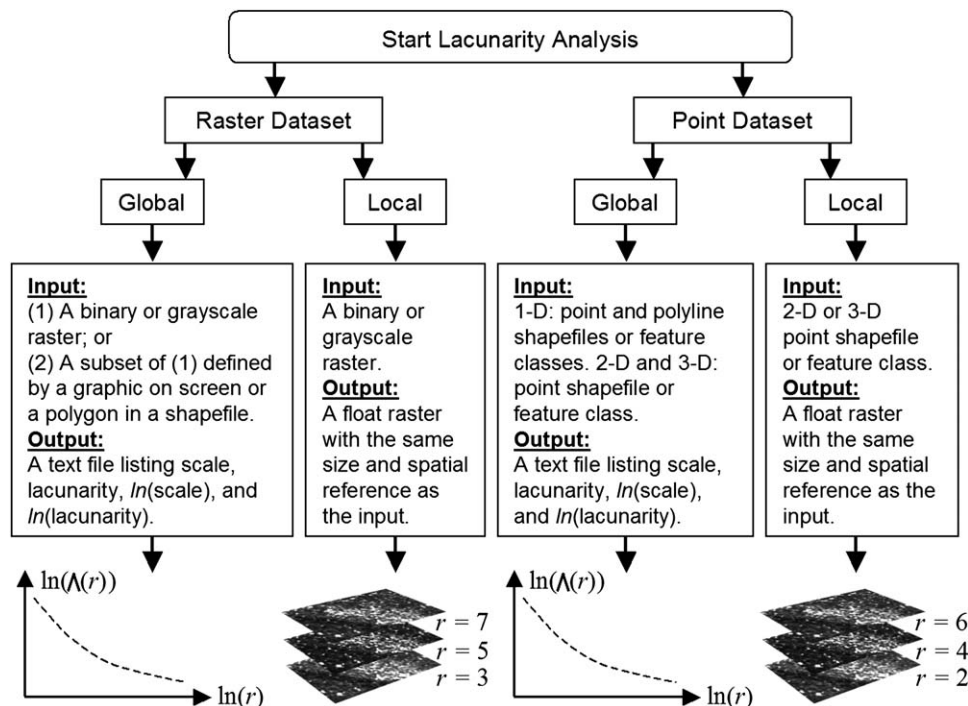 Start Lacunarity Analysis
Raster Dataset
Point Dataset
Global
Local
Global
Local
Input:
(1) A binary or grayscale
raster; or
(2) A subset of (1) defined
by a graphic on screen or
a polygon in a shapefile.
Output:
A text file listing scale,
lacunarity, ln(scale), and
ln(lacunarity).
Input:
A binary or
grayscale
raster.
Output:
A float raster
with the same
size and spatial
reference as
the input.
Input:
1-D: point and polyline
shapefiles or feature
classes. 2-D and 3-D:
point shapefile or
feature class.
Output:
A text file listing scale,
lacunarity, ln(scale),
and ln(lacunarity).
Input:
2-D or 3-D
point shapefile
or feature class.
Output:
A float raster
with the same
size and spatial
reference as the
input.
ln(Λ(r))
ln(r)
r = 7
r = 5
r = 3
ln(Λ(r))
ln(r)
r = 6
r = 4
r = 2